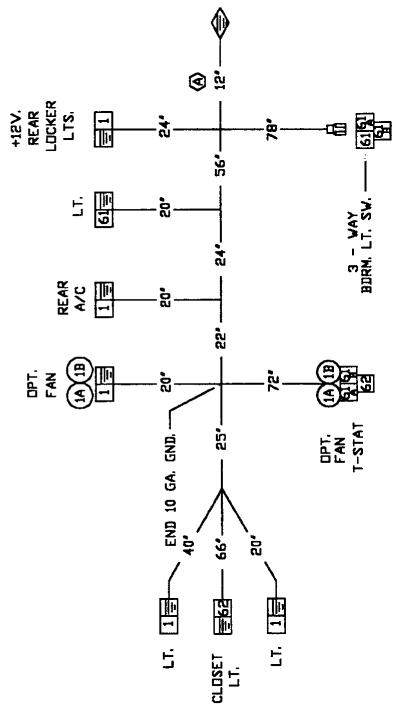 +12V.
REAR
LOCKER
LTS.
1
24"
A
12"
78"
61
61
A
61
B
56"
LT.
61
20"
3 - WAY
BDRM. LT. SW.
24"
REAR
A/C
1
20"
22"
OPT.
FAN
1A
1B
1
20"
72"
1A
1B
61
A
61
B
62
OPT.
FAN
T-STAT
END 10 GA. GND.
25"
40"
66"
20"
1
LT.
62
CLOSET
LT.
1
LT.